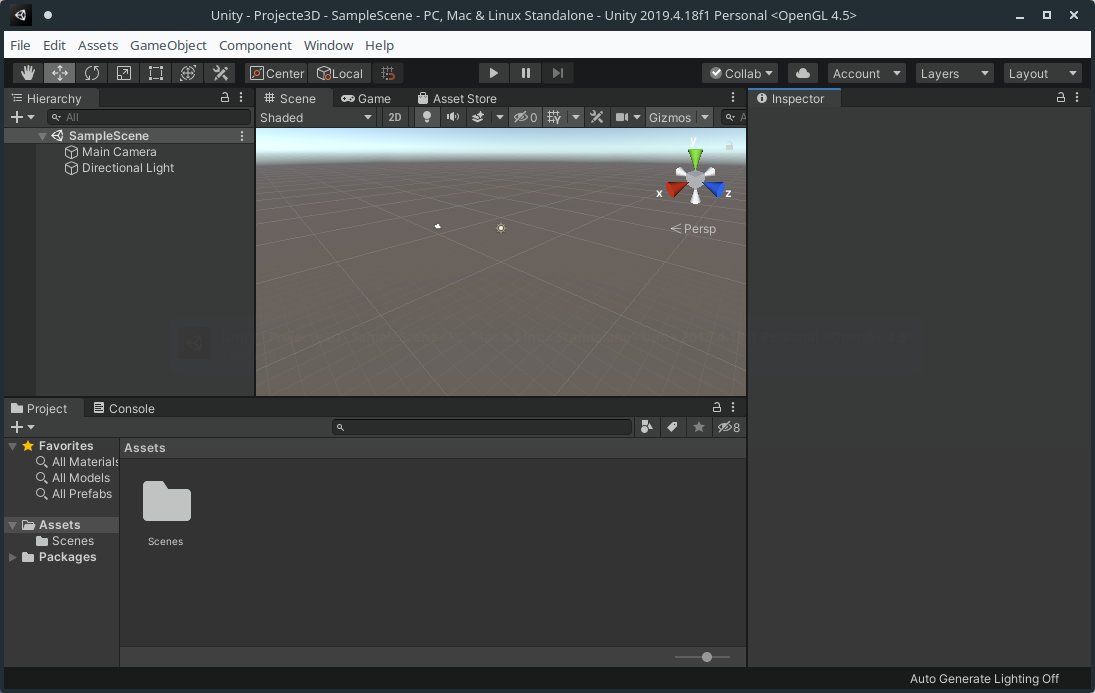 Unity - Projecte3D - SampleScene - PC, Mac & Linux Standalone - Unity 2019.4.18f1 Personal <OpenGL 4.5>
File Edit Assets GameObject Component Window Help
Center Local Collab Account Layers Layout
Hierarchy
All
SampleScene
Main Camera
Directional Light
Scene Game Asset Store
Shaded 2D 0 Gizmos A
y
x z
Persp
Inspector
Project Console
8
Favorites
All Materials
All Models
All Prefabs
Assets
Scenes
Packages
Assets
Scenes
Auto Generate Lighting Off